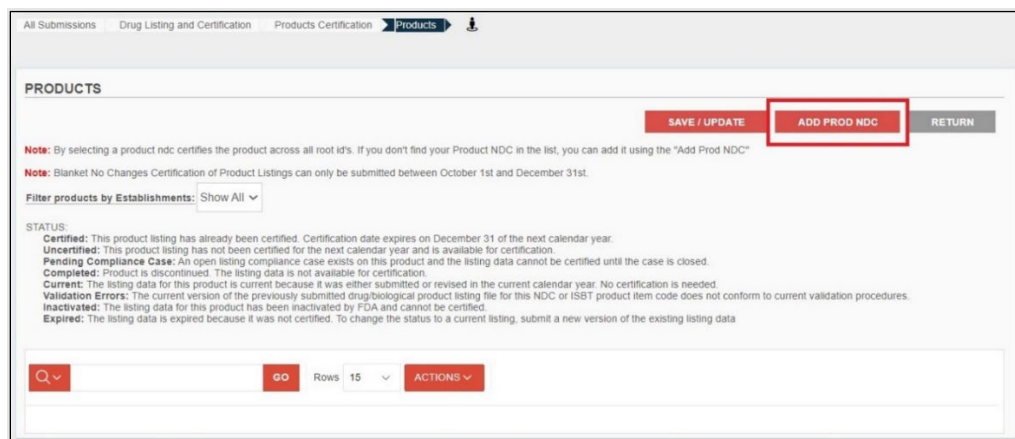 All Submissions Drug Listing and Certification Products Certification Products
PRODUCTS
SAVE / UPDATE ADD PROD NDC RETURN
Note: By selecting a product ndc certifies the product across all root id's. If you don't find your Product NDC in the list, you can add it using the "Add Prod NDC"
Note: Blanket No Changes Certification of Product Listings can only be submitted between October 1st and December 31st.
Filter products by Establishments: Show All
STATUS:
Certified: This product listing has already been certified. Certification date expires on December 31 of the next calendar year.
Uncertified: This product listing has not been certified for the next calendar year and is available for certification.
Pending Compliance Case: An open listing compliance case exists on this product and the listing data cannot be certified until the case is closed.
Completed: Product is discontinued. The listing data is not available for certification.
Current: The listing data for this product is current because it was either submitted or revised in the current calendar year. No certification is needed.
Validation Errors: The current version of the previously submitted drug/biological product listing file for this NDC or ISBT product item code does not conform to current validation procedures.
Inactivated: The listing data for this product has been inactivated by FDA and cannot be certified.
Expired: The listing data is expired because it was not certified. To change the status to a current listing, submit a new version of the existing listing data
GO Rows 15 ACTIONS